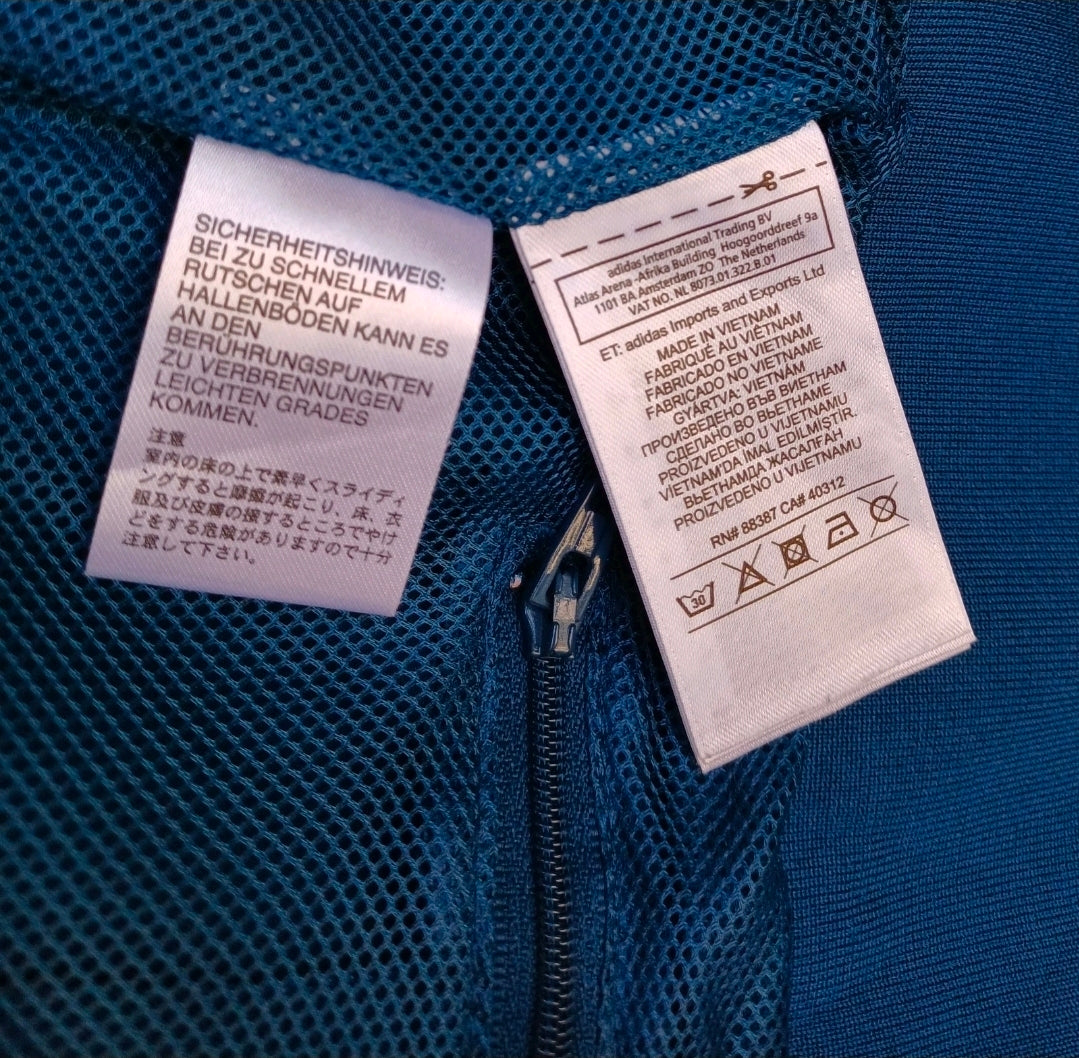 SICHERHEITSHINWEIS:
BEI ZU SCHNELLEM
RUTSCHEN AUF
HALLENBÖDEN KANN ES
AN DEN
BERÜHRUNGSPUNKTEN
ZU VERBRENNUNGEN
LEICHTEN GRADES
KOMMEN.
注意
室内の床の上で素早くスライディ
ングすると摩擦が起こり、床、衣
服及び皮膚の接するところでやけ
どをする危険がありますので十分
注意して下さい。
adidas International Trading BV
Atlas Arena -Afrika Building Hoogoorddreef 9a
1101 BA Amsterdam ZO The Netherlands
VAT NO. NL 8073.01.322.B.01
ET: adidas Imports and Exports Ltd
MADE IN VIETNAM
FABRIQUÉ AU VIÊTNAM
FABRICADO EN VIETNAM
FABRICADO NO VIETNAME
GYÁRTVA: VIETNÁM
ПРОИЗВЕДЕНО ВЪВ ВИЕТНАМ
СДЕЛАНО ВО ВЬЕТНАМЕ
PROIZVEDENO U VIJETNAMU
VİETNAM'DA İMAL EDİLMİŞTİR.
ВЬЕТНАМДА ЖАСАЛҒАН
PROIZVEDENO U VIJETNAMU
RN# 88387 CA# 40312
30